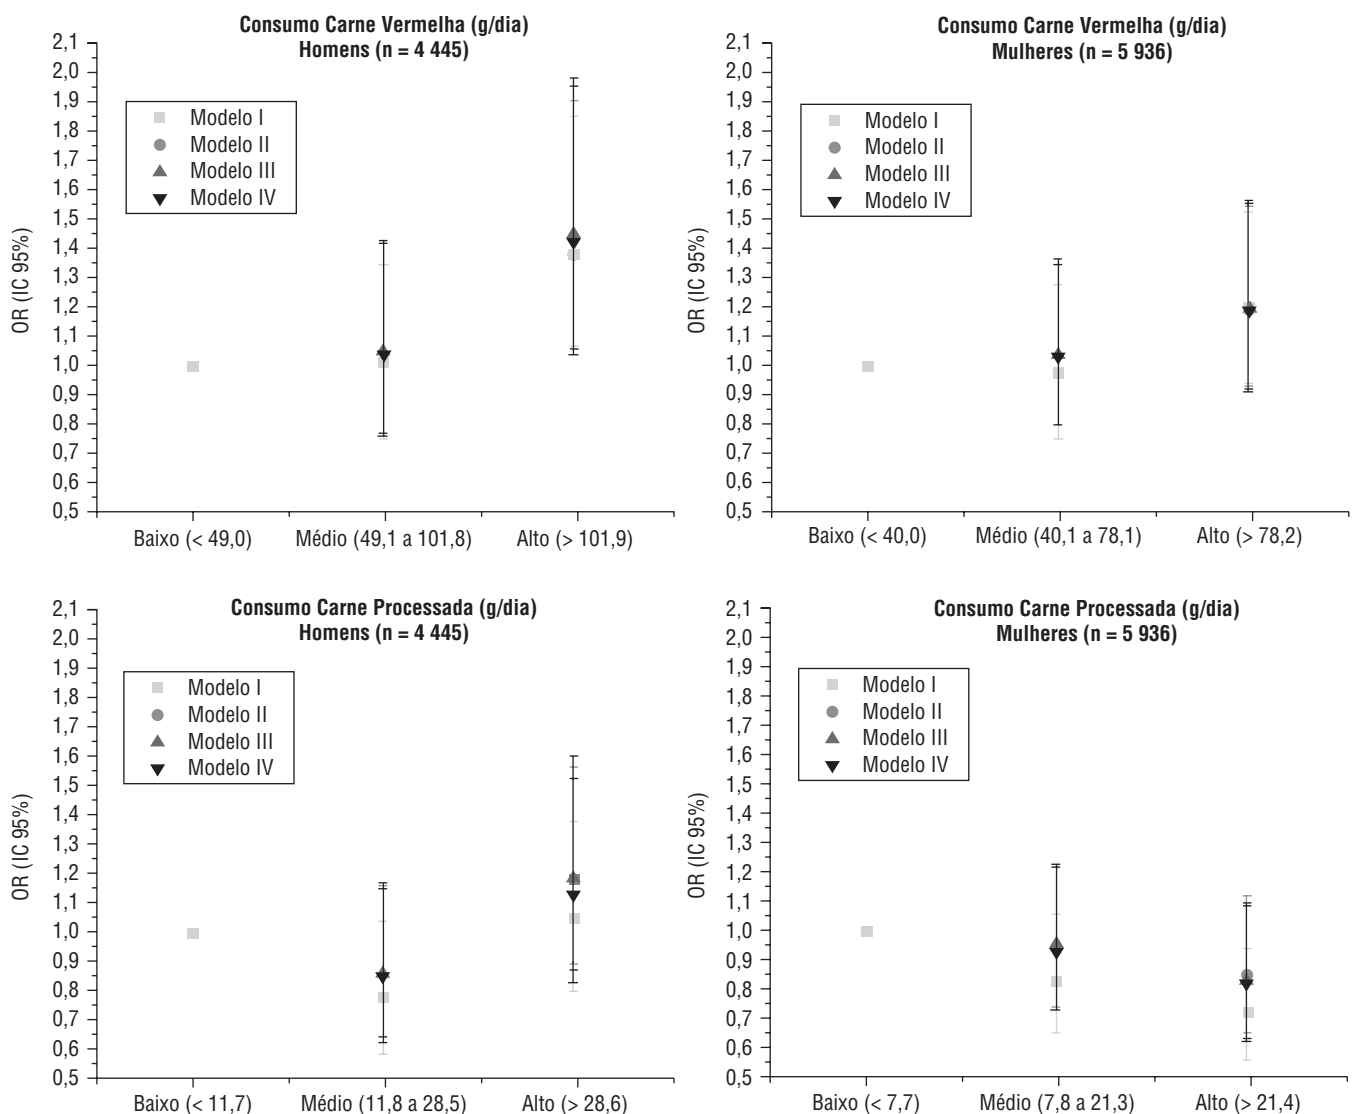 Consumo Carne Vermelha (g/dia)
Homens (n = 4 445)
2,1
2,0
1,9
1,8
1,7
1,6
1,5
1,4
1,3
1,2
1,1
1,0
0,9
0,8
0,7
0,6
0,5
OR (IC 95%)
Modelo I
Modelo II
Modelo III
Modelo IV
Baixo (< 49,0)
Médio (49,1 a 101,8)
Alto (> 101,9)
Consumo Carne Vermelha (g/dia)
Mulheres (n = 5 936)
2,1
2,0
1,9
1,8
1,7
1,6
1,5
1,4
1,3
1,2
1,1
1,0
0,9
0,8
0,7
0,6
0,5
OR (IC 95%)
Modelo I
Modelo II
Modelo III
Modelo IV
Baixo (< 40,0)
Médio (40,1 a 78,1)
Alto (> 78,2)
Consumo Carne Processada (g/dia)
Homens (n = 4 445)
2,1
2,0
1,9
1,8
1,7
1,6
1,5
1,4
1,3
1,2
1,1
1,0
0,9
0,8
0,7
0,6
0,5
OR (IC 95%)
Modelo I
Modelo II
Modelo III
Modelo IV
Baixo (< 11,7)
Médio (11,8 a 28,5)
Alto (> 28,6)
Consumo Carne Processada (g/dia)
Mulheres (n = 5 936)
2,1
2,0
1,9
1,8
1,7
1,6
1,5
1,4
1,3
1,2
1,1
1,0
0,9
0,8
0,7
0,6
0,5
OR (IC 95%)
Modelo I
Modelo II
Modelo III
Modelo IV
Baixo (< 7,7)
Médio (7,8 a 21,3)
Alto (> 21,4)